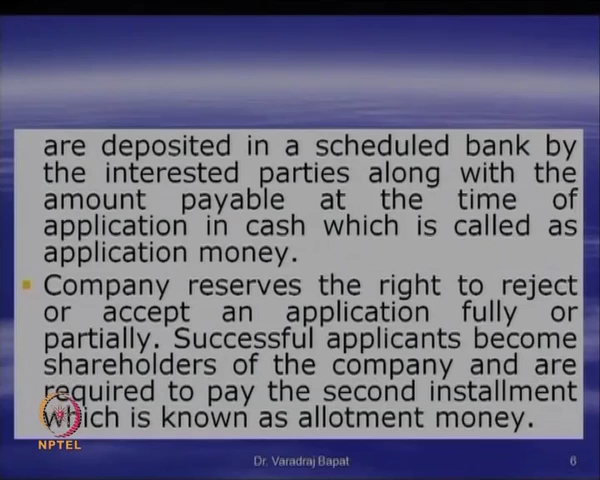 are deposited in a scheduled bank by
the interested parties along with the
amount payable at the time of
application in cash which is called as
application money.
Company reserves the right to reject
or accept an application fully or
partially. Successful applicants become
shareholders of the company and are
required to pay the second installment
which is known as allotment money.
NPTEL
Dr. Varadraj Bapat
6